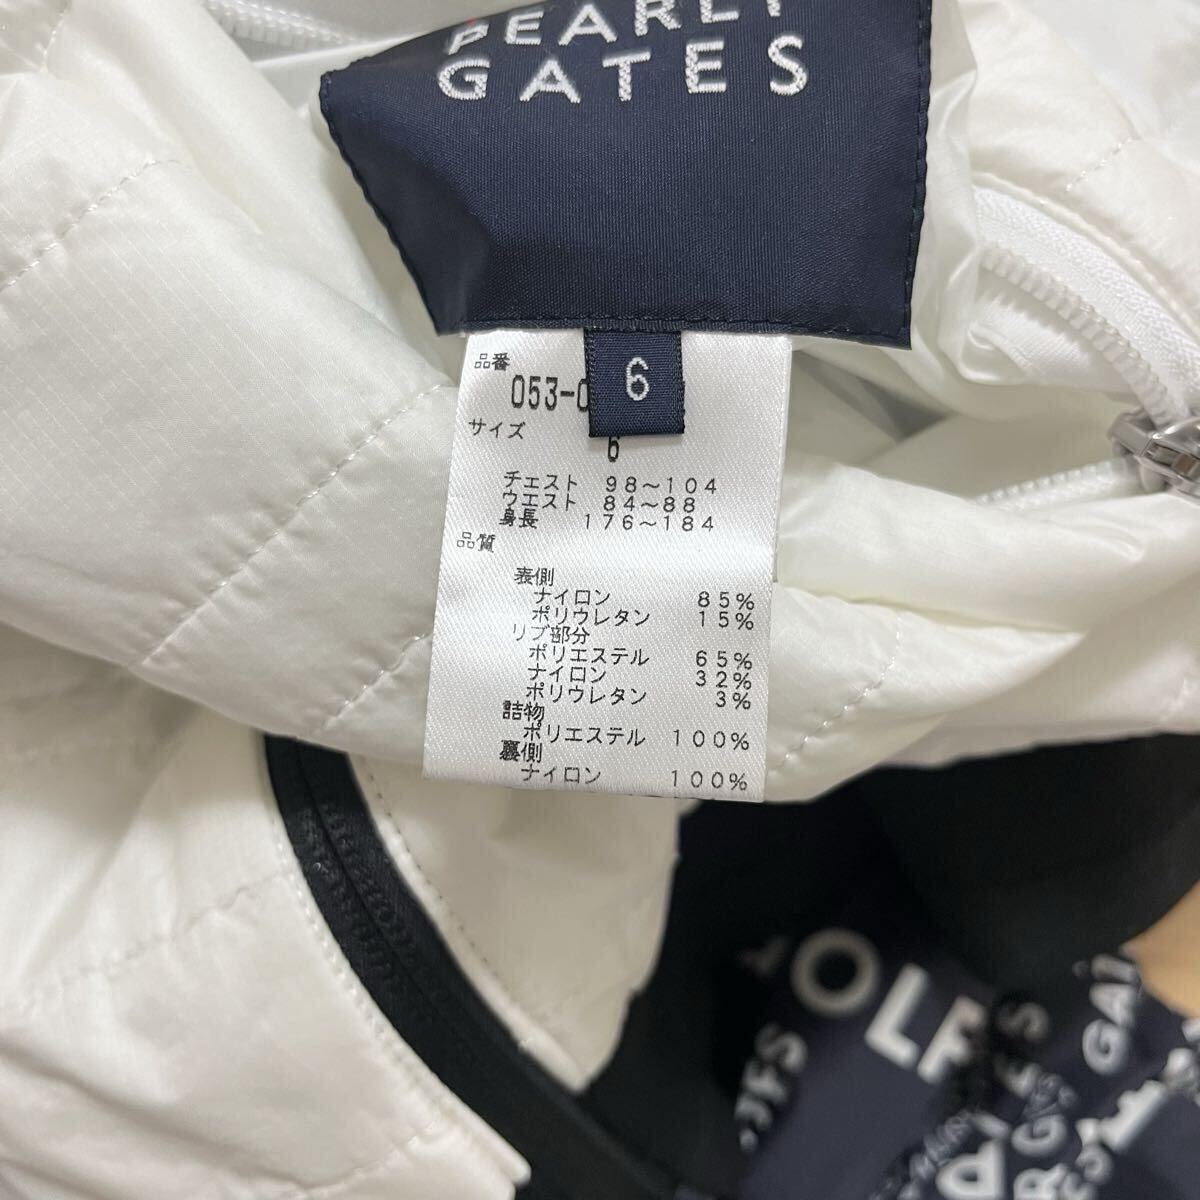 PEARLY
GATES
6
品番
053-0
サイズ
6
チェスト 98～104
ウエスト 84～88
身長 176～184
品質
表側
ナイロン 85%
ポリウレタン 15%
リブ部分
ポリエステル 65%
ナイロン 32%
ポリウレタン 3%
詰物
ポリエステル 100%
裏側
ナイロン 100%